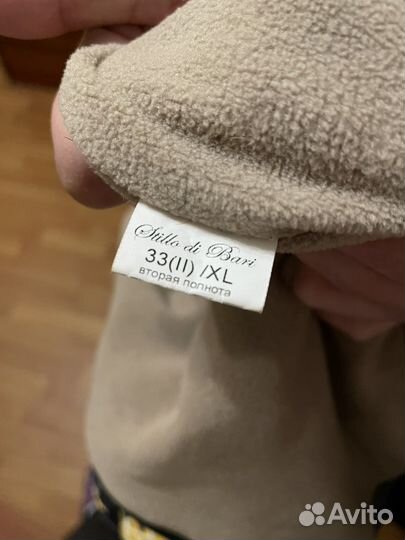 Stillo di Bari
33(II) /XL
вторая полнота
Avito